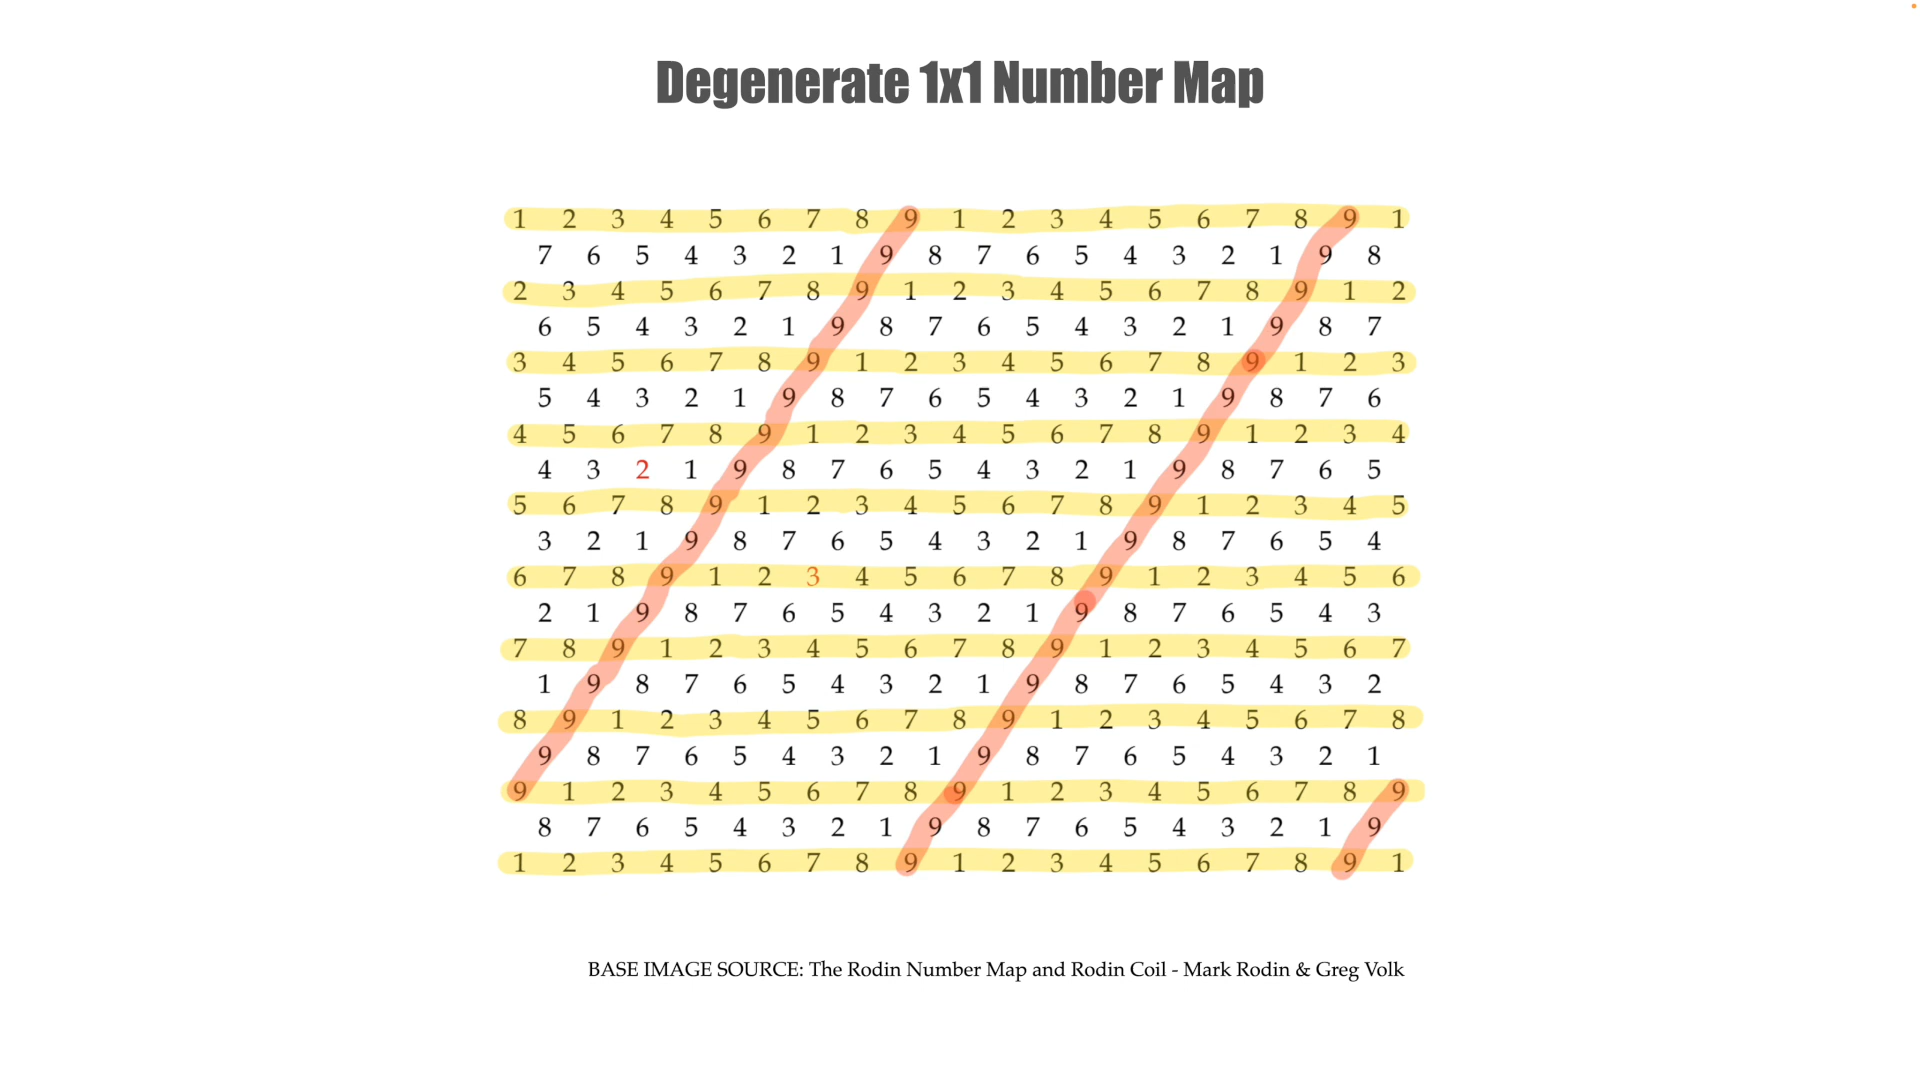 Degenerate 1x1 Number Map
1 2 3 4 5 6 7 8 9 1 2 3 4 5 6 7 8 9 1
7 6 5 4 3 2 1 9 8 7 6 5 4 3 2 1 9 8
2 3 4 5 6 7 8 9 1 2 3 4 5 6 7 8 9 1 2
6 5 4 3 2 1 9 8 7 6 5 4 3 2 1 9 8 7
3 4 5 6 7 8 9 1 2 3 4 5 6 7 8 9 1 2 3
5 4 3 2 1 9 8 7 6 5 4 3 2 1 9 8 7 6
4 5 6 7 8 9 1 2 3 4 5 6 7 8 9 1 2 3 4
4 3 2 1 9 8 7 6 5 4 3 2 1 9 8 7 6 5
5 6 7 8 9 1 2 3 4 5 6 7 8 9 1 2 3 4 5
3 2 1 9 8 7 6 5 4 3 2 1 9 8 7 6 5 4
6 7 8 9 1 2 3 4 5 6 7 8 9 1 2 3 4 5 6
2 1 9 8 7 6 5 4 3 2 1 9 8 7 6 5 4 3
7 8 9 1 2 3 4 5 6 7 8 9 1 2 3 4 5 6 7
1 9 8 7 6 5 4 3 2 1 9 8 7 6 5 4 3 2
8 9 1 2 3 4 5 6 7 8 9 1 2 3 4 5 6 7 8
9 8 7 6 5 4 3 2 1 9 8 7 6 5 4 3 2 1
9 1 2 3 4 5 6 7 8 9 1 2 3 4 5 6 7 8 9
8 7 6 5 4 3 2 1 9 8 7 6 5 4 3 2 1 9
1 2 3 4 5 6 7 8 9 1 2 3 4 5 6 7 8 9 1
BASE IMAGE SOURCE: The Rodin Number Map and Rodin Coil - Mark Rodin & Greg Volk